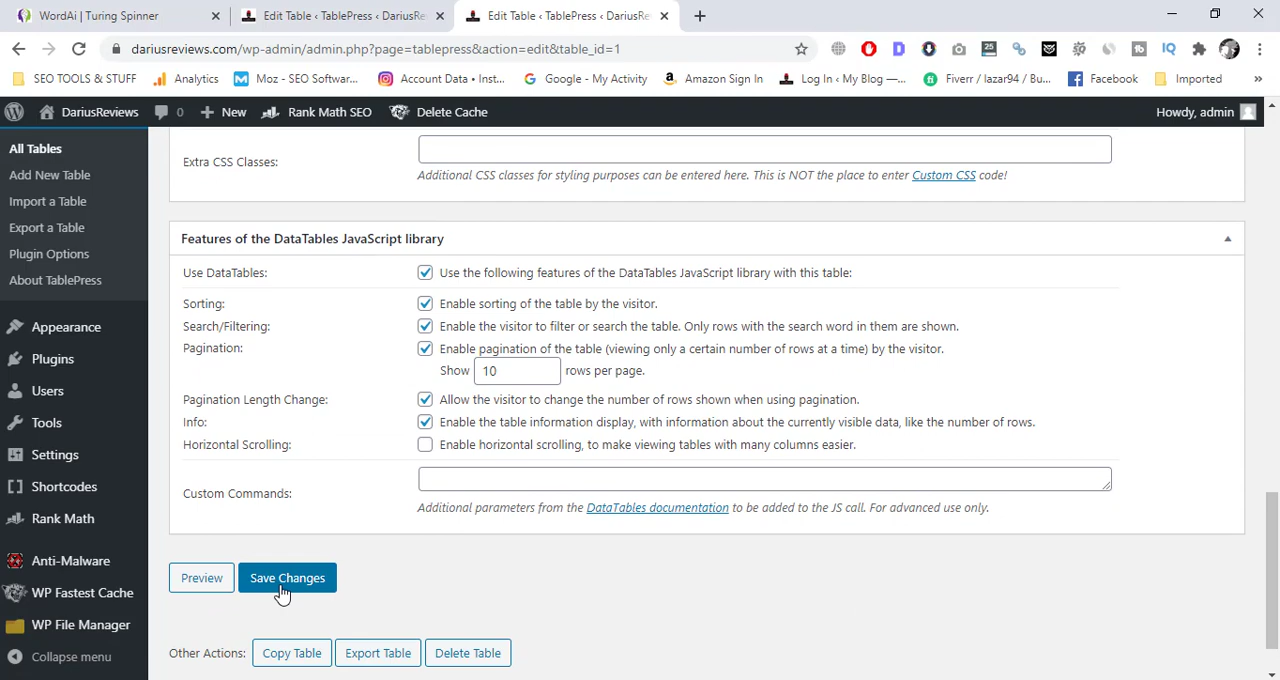 WordAi | Turing Spinner
Edit Table ‹ TablePress ‹ DariusRe
Edit Table ‹ TablePress ‹ DariusRe
dariusreviews.com/wp-admin/admin.php?page=tablepress&action=edit&table_id=1
25
IQ
SEO TOOLS & STUFF
Analytics
Moz - SEO Software...
Account Data • Inst...
Google - My Activity
Amazon Sign In
Log In ‹ My Blog —...
Fiverr / lazar94 / Bu...
Facebook
Imported
»
DariusReviews
0
New
Rank Math SEO
Delete Cache
Howdy, admin
All Tables
Add New Table
Import a Table
Export a Table
Plugin Options
About TablePress
Appearance
Plugins
Users
Tools
Settings
Shortcodes
Rank Math
Anti-Malware
WP Fastest Cache
WP File Manager
Collapse menu
Extra CSS Classes:
Additional CSS classes for styling purposes can be entered here. This is NOT the place to enter Custom CSS code!
Features of the DataTables JavaScript library
Use DataTables: Use the following features of the DataTables JavaScript library with this table:
Sorting: Enable sorting of the table by the visitor.
Search/Filtering: Enable the visitor to filter or search the table. Only rows with the search word in them are shown.
Pagination: Enable pagination of the table (viewing only a certain number of rows at a time) by the visitor.
Show 10 rows per page.
Pagination Length Change: Allow the visitor to change the number of rows shown when using pagination.
Info: Enable the table information display, with information about the currently visible data, like the number of rows.
Horizontal Scrolling: Enable horizontal scrolling, to make viewing tables with many columns easier.
Custom Commands:
Additional parameters from the DataTables documentation to be added to the JS call. For advanced use only.
Preview
Save Changes
Other Actions: Copy Table Export Table Delete Table